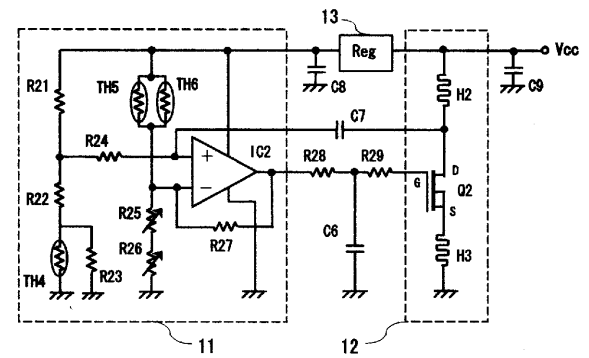 13
Reg
Vcc
R21
TH5
TH6
C8
C9
H2
C7
R24
+
IC2
R28
R29
D
G
Q2
S
R22
−
R25
R27
C6
R26
H3
TH4
R23
11
12